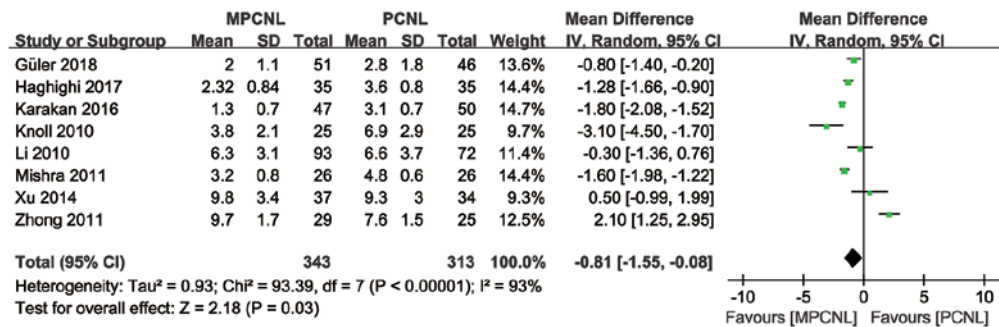 MPCNL PCNL Mean Difference Mean Difference
Study or Subgroup Mean SD Total Mean SD Total Weight IV, Random, 95% CI IV, Random, 95% CI
Güler 2018 2 1.1 51 2.8 1.8 46 13.6% -0.80 [-1.40, -0.20]
Haghighi 2017 2.32 0.84 35 3.6 0.8 35 14.4% -1.28 [-1.66, -0.90]
Karakan 2016 1.3 0.7 47 3.1 0.7 50 14.7% -1.80 [-2.08, -1.52]
Knoll 2010 3.8 2.1 25 6.9 2.9 25 9.7% -3.10 [-4.50, -1.70]
Li 2010 6.3 3.1 93 6.6 3.7 72 11.4% -0.30 [-1.36, 0.76]
Mishra 2011 3.2 0.8 26 4.8 0.6 26 14.4% -1.60 [-1.98, -1.22]
Xu 2014 9.8 3.4 37 9.3 3 34 9.3% 0.50 [-0.99, 1.99]
Zhong 2011 9.7 1.7 29 7.6 1.5 25 12.5% 2.10 [1.25, 2.95]
Total (95% CI) 343 313 100.0% -0.81 [-1.55, -0.08]
Heterogeneity: Tau² = 0.93; Chi² = 93.39, df = 7 (P < 0.00001); I² = 93%
Test for overall effect: Z = 2.18 (P = 0.03)
-10 -5 0 5 10
Favours [MPCNL] Favours [PCNL]